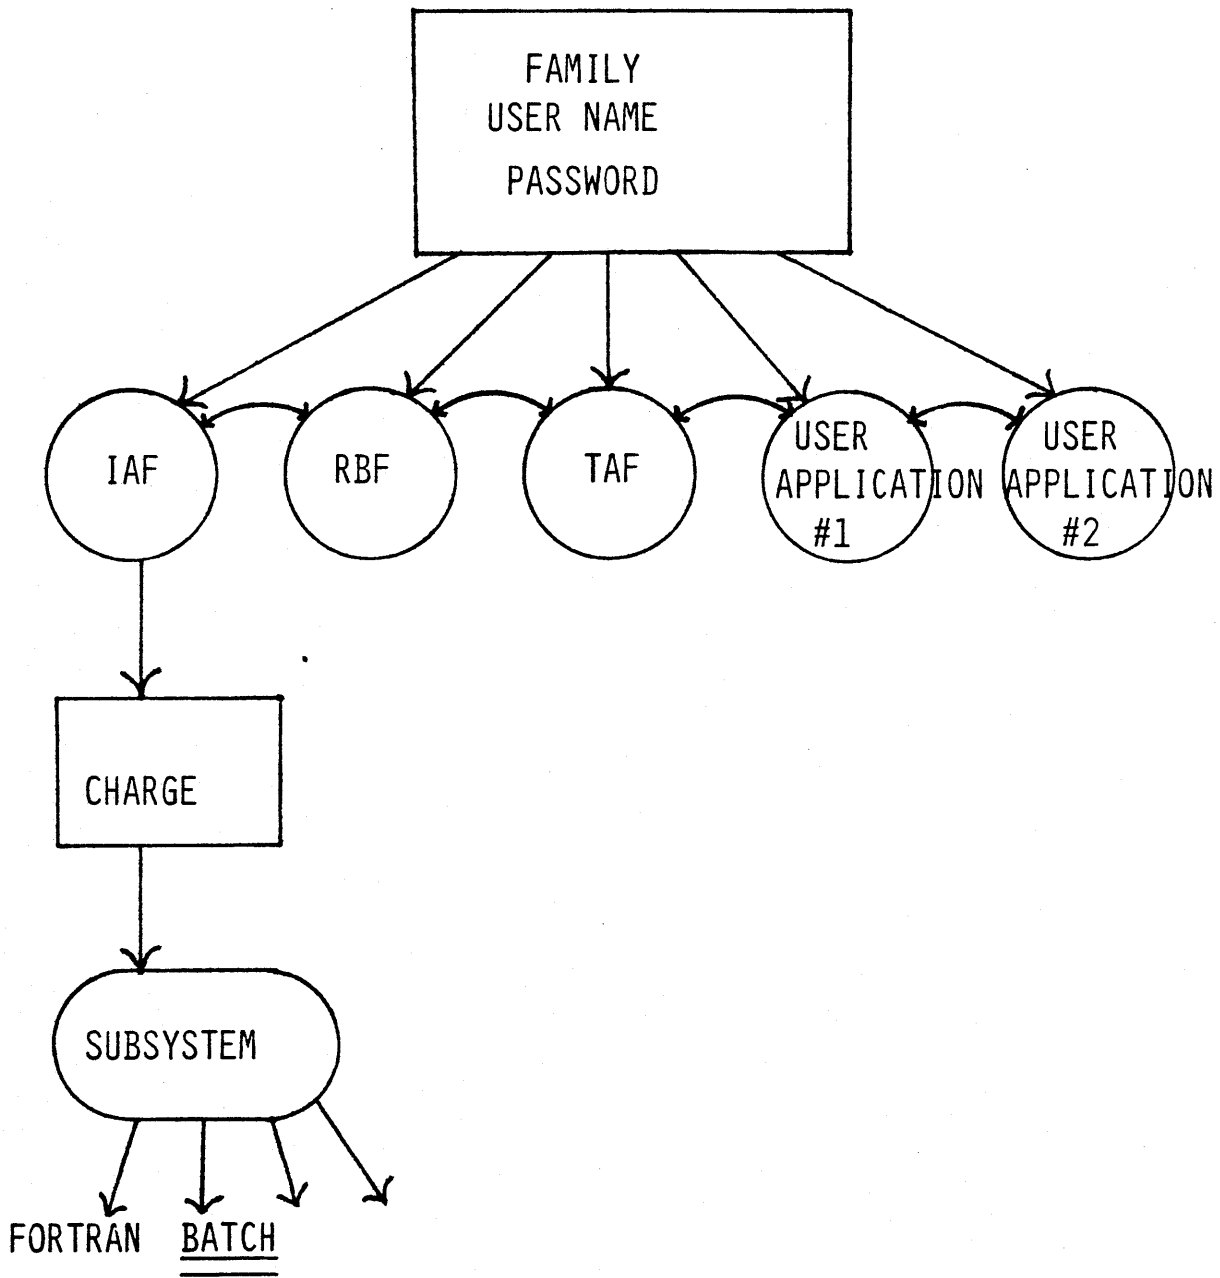 FAMILY
USER NAME
PASSWORD
IAF
RBF
TAF
USER
APPLICATION
#1
USER
APPLICATION
#2
CHARGE
SUBSYSTEM
FORTRAN
BATCH